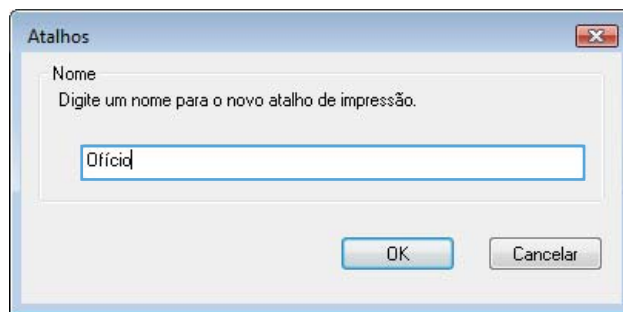 Atalhos
Nome
Digite um nome para o novo atalho de impressão.
Ofício
OK
Cancelar